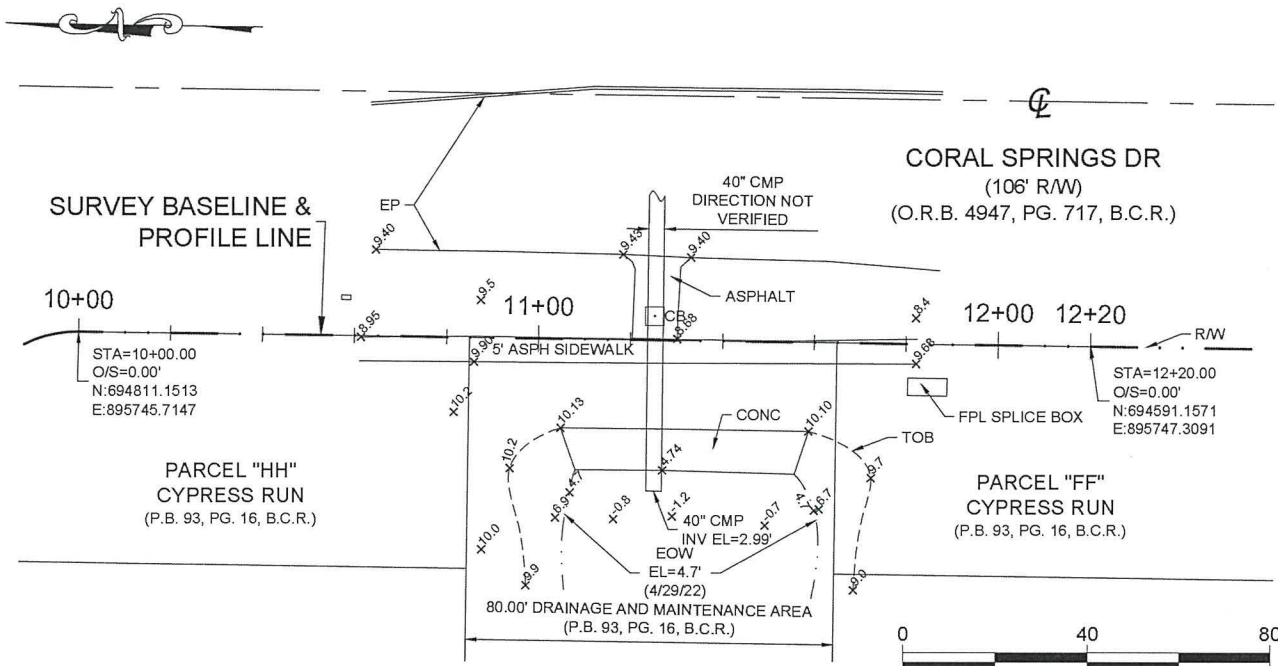 CORAL SPRINGS DR
(106' R/W)
(O.R.B. 4947, PG. 717, B.C.R.)
40" CMP
DIRECTION NOT
VERIFIED
SURVEY BASELINE &
PROFILE LINE
EP
9.40
9.43
9.40
9.5
ASPHALT
8.4
10+00
11+00
12+00
12+20
CB
8.95
8.68
R/W
STA=10+00.00
O/S=0.00'
N:694811.1513
E:895745.7147
9.90
5' ASPH SIDEWALK
9.68
STA=12+20.00
O/S=0.00'
N:694591.1571
E:895747.3091
FPL SPLICE BOX
10.2
10.13
CONC
10.10
TOB
10.2
4.74
9.7
PARCEL "HH"
CYPRESS RUN
(P.B. 93, PG. 16, B.C.R.)
PARCEL "FF"
CYPRESS RUN
(P.B. 93, PG. 16, B.C.R.)
4.7
6.9
-0.8
-1.2
-0.7
6.7
40" CMP
INV EL=2.99'
10.0
EOW
EL=4.7'
(4/29/22)
9.9
9.0
80.00' DRAINAGE AND MAINTENANCE AREA
(P.B. 93, PG. 16, B.C.R.)
0
40
80